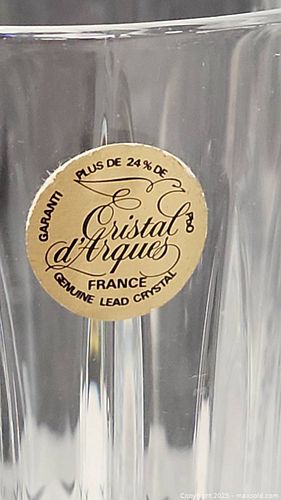 GARANTI PLUS DE 24% DE PbO
Cristal
d'Arques
FRANCE
GENUINE LEAD CRYSTAL
Copyright 2025 - maxsold.com